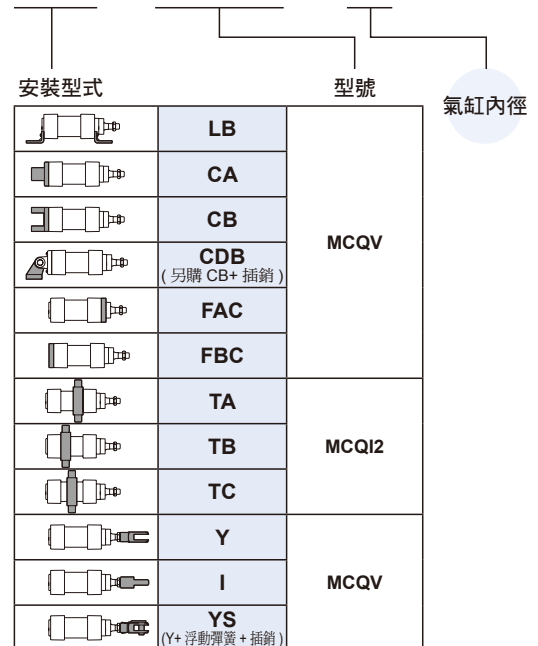 安裝型式
型號
氣缸內徑
LB
CA
CB
CDB
( 另購 CB+ 插銷 )
FAC
FBC
MCQV
TA
TB
TC
MCQI2
Y
I
YS
(Y+ 浮動彈簧 + 插銷 )
MCQV